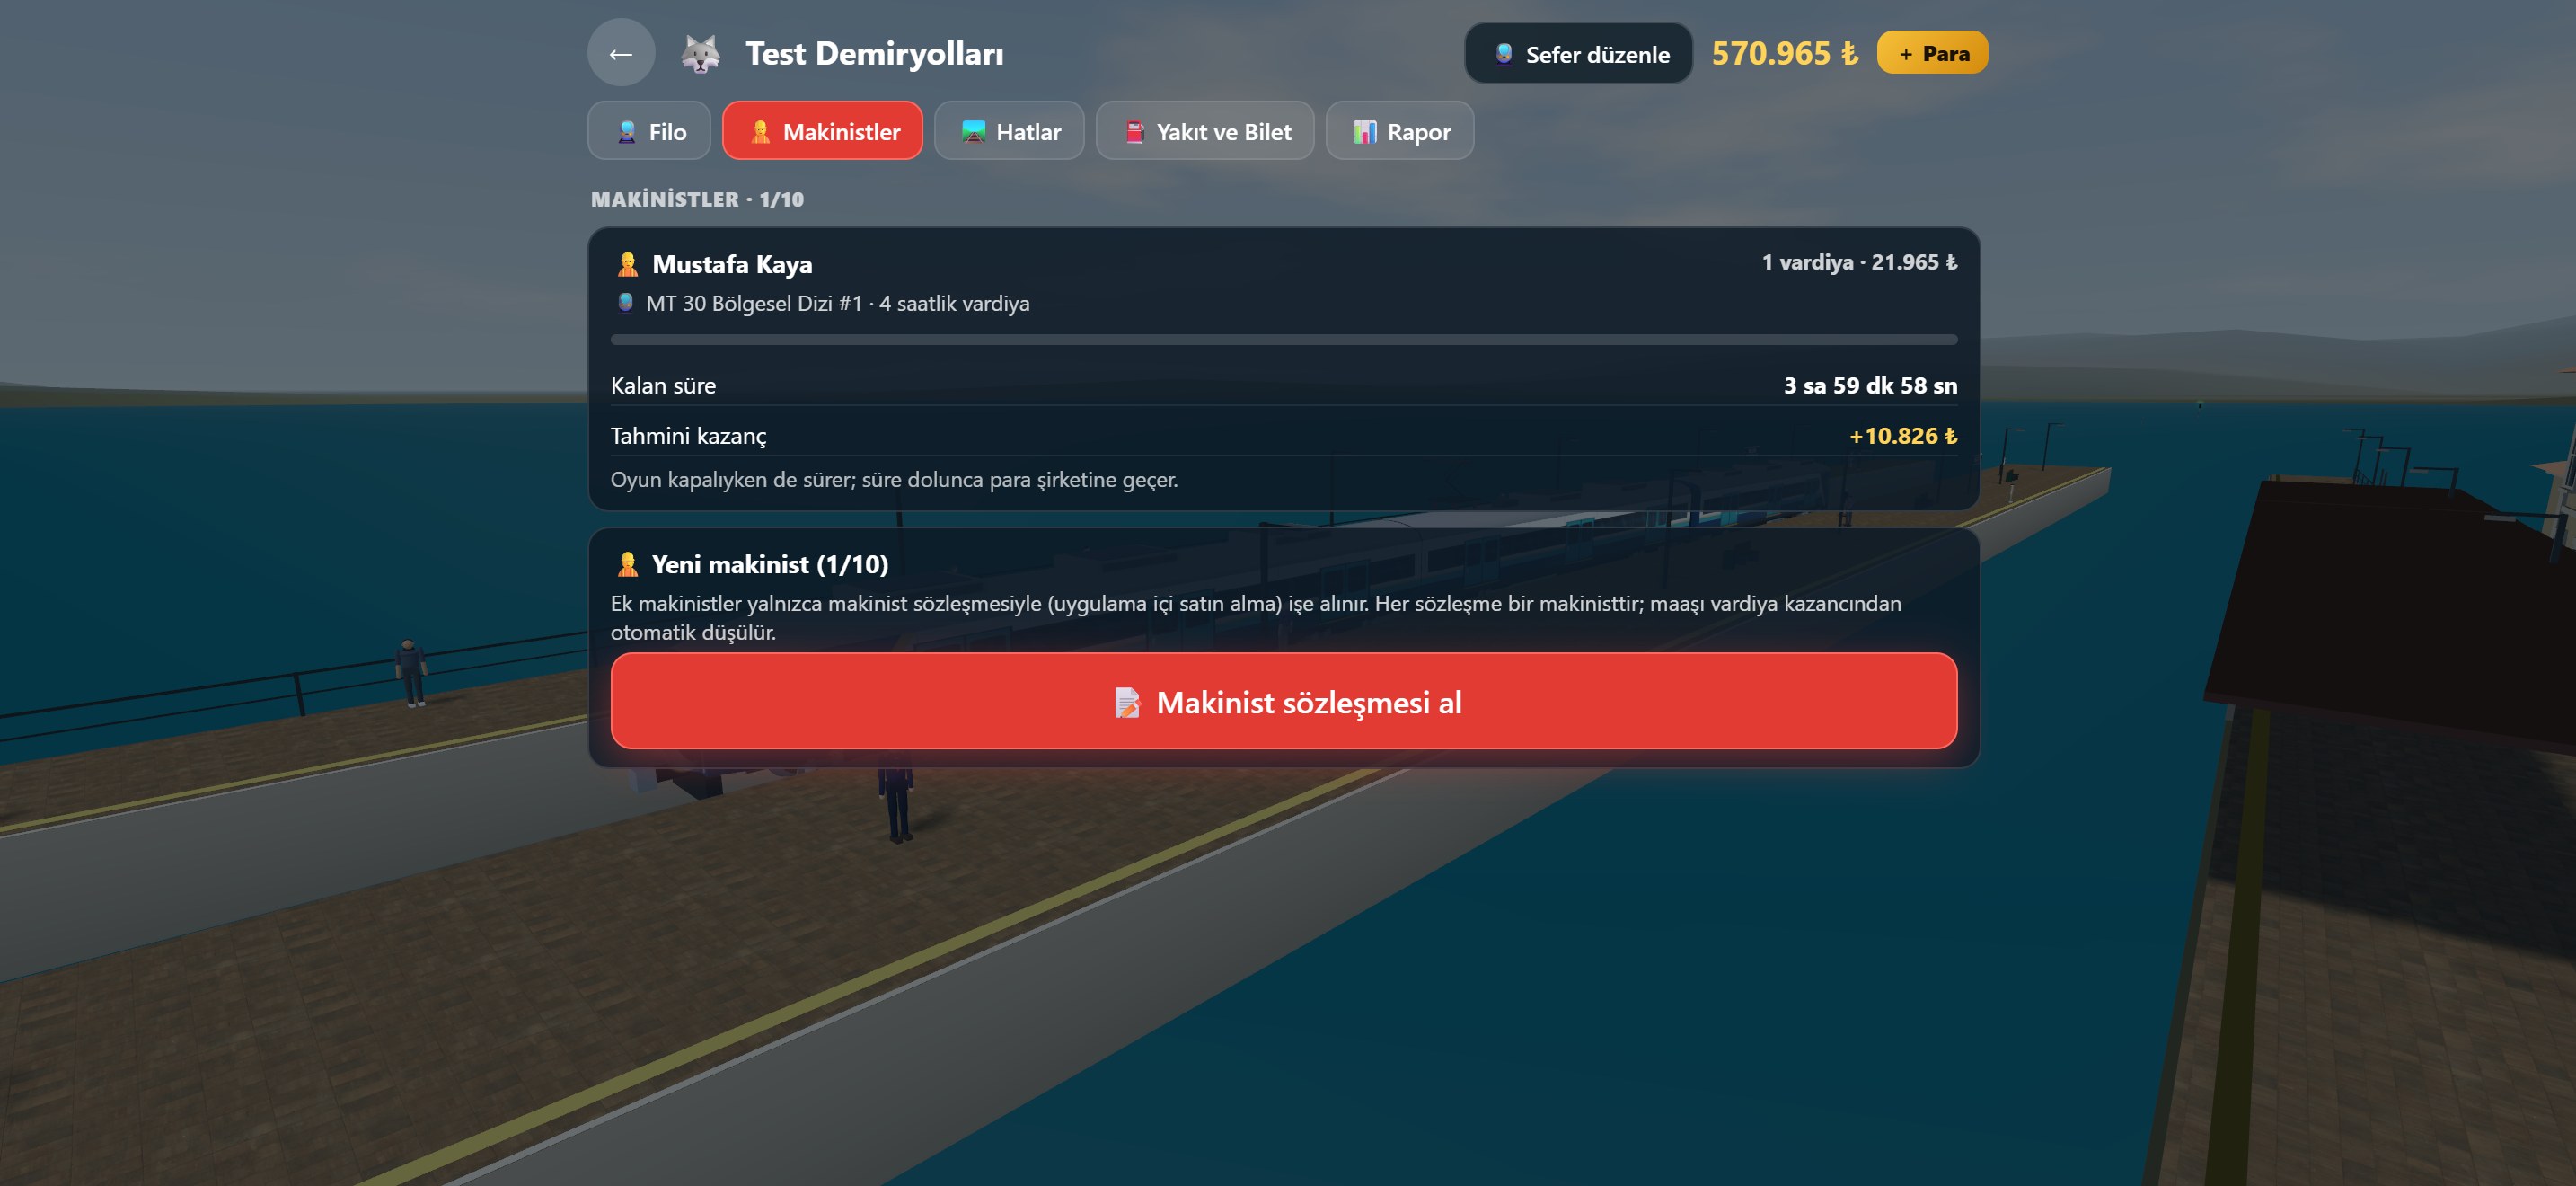 ← Test Demiryolları
Sefer düzenle 570.965 ₺ + Para
Filo Makinistler Hatlar Yakıt ve Bilet Rapor
MAKİNİSTLER · 1/10
Mustafa Kaya 1 vardiya · 21.965 ₺
MT 30 Bölgesel Dizi #1 · 4 saatlik vardiya
Kalan süre 3 sa 59 dk 58 sn
Tahmini kazanç +10.826 ₺
Oyun kapalıyken de sürer; süre dolunca para şirketine geçer.
Yeni makinist (1/10)
Ek makinistler yalnızca makinist sözleşmesiyle (uygulama içi satın alma) işe alınır. Her sözleşme bir makinisttir; maaşı vardiya kazancından
otomatik düşülür.
Makinist sözleşmesi al